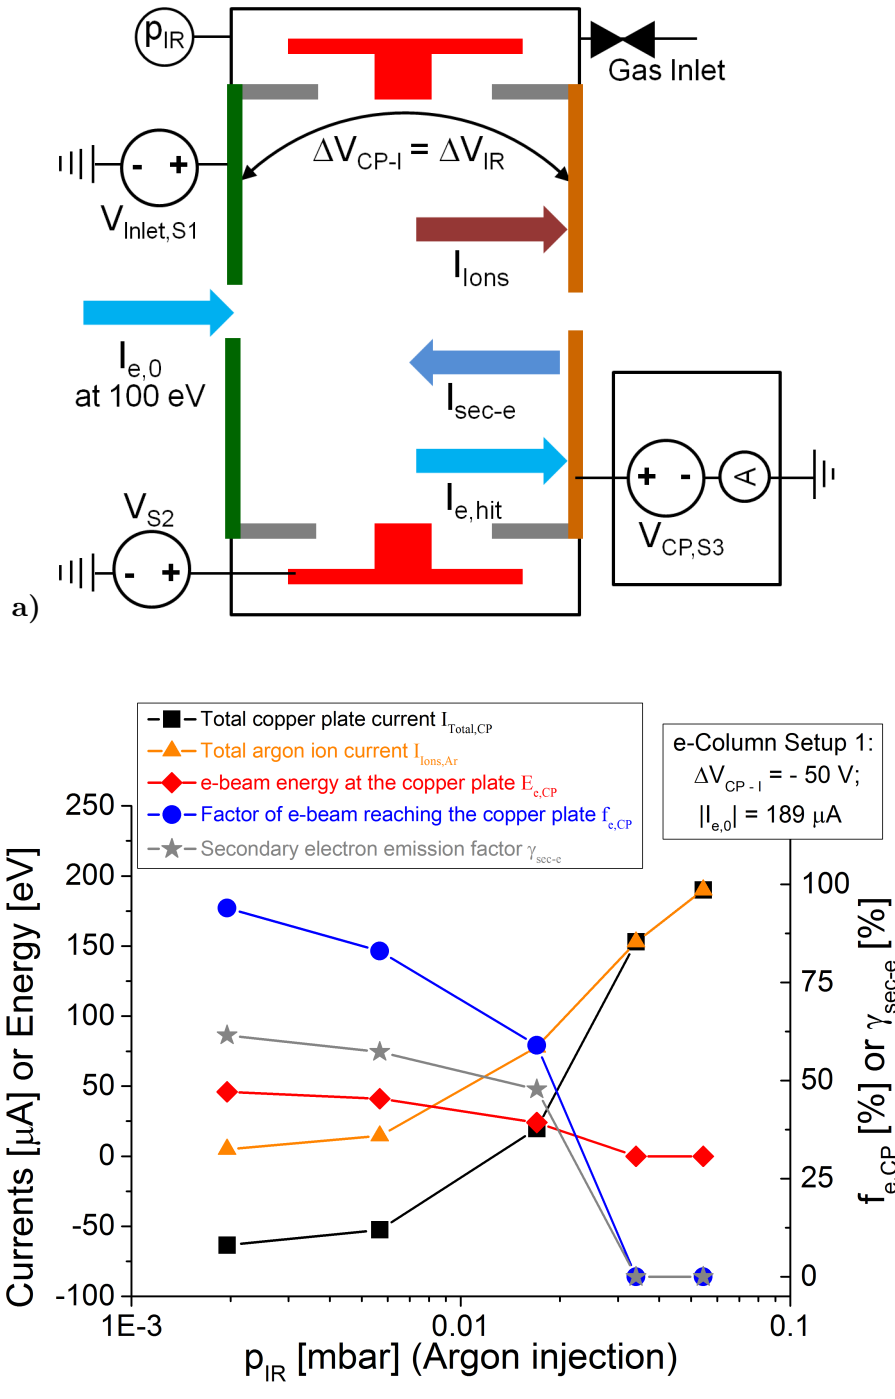 p_IR
Gas Inlet
ΔV_CP-I = ΔV_IR
- +
V_Inlet,S1
I_Ions
I_e,0
at 100 eV
I_sec-e
I_e,hit
+ - A
V_CP,S3
V_S2
- +
a)
Total copper plate current I_Total,CP
Total argon ion current I_Ions,Ar
e-beam energy at the copper plate E_e,CP
Factor of e-beam reaching the copper plate f_e,CP
Secondary electron emission factor γ_sec-e
e-Column Setup 1:
ΔV_CP - I = - 50 V;
|I_e,0| = 189 μA
Currents [μA] or Energy [eV]
250
200
150
100
50
0
-50
-100
1E-3
0.01
0.1
p_IR [mbar] (Argon injection)
100
75
50
25
0
f_e,CP [%] or γ_sec-e [%]